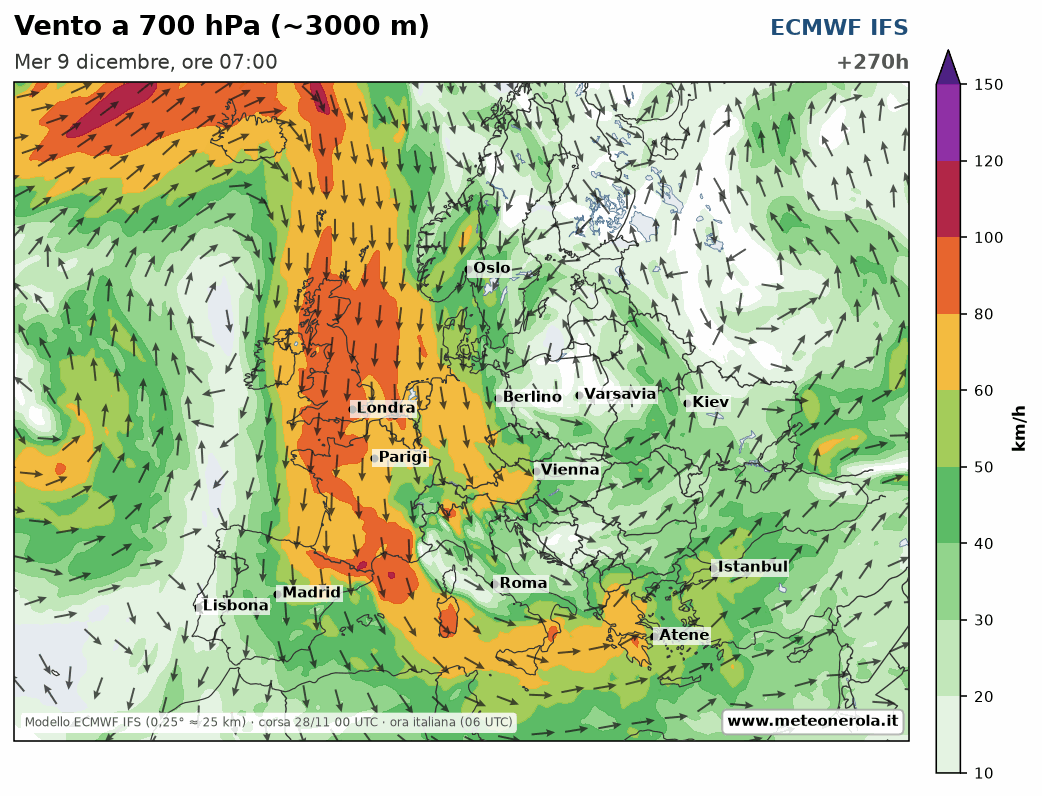 Vento a 700 hPa (~3000 m)
ECMWF IFS
Mer 9 dicembre, ore 07:00
+270h
150
120
100
80
60
50
40
30
20
10
km/h
Oslo
Berlino
Varsavia
Kiev
Londra
Parigi
Vienna
Istanbul
Roma
Madrid
Lisbona
Atene
Modello ECMWF IFS (0,25° ≈ 25 km) · corsa 28/11 00 UTC · ora italiana (06 UTC)
www.meteonerola.it